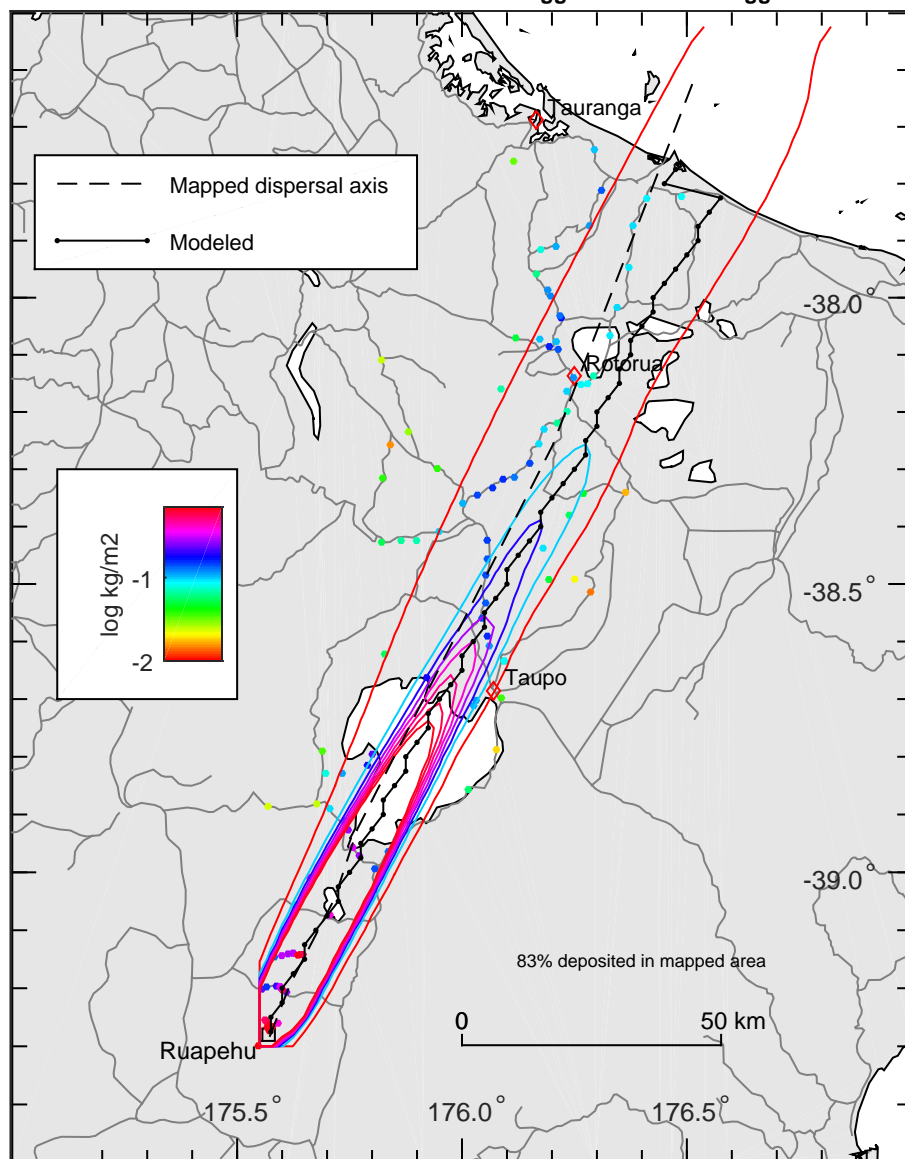 Tauranga
Mapped dispersal axis
Modeled
-38.0°
Rotorua
log kg/m2
-1
-2
-38.5°
Taupo
-39.0°
83% deposited in mapped area
0 50 km
Ruapehu
175.5° 176.0° 176.5°